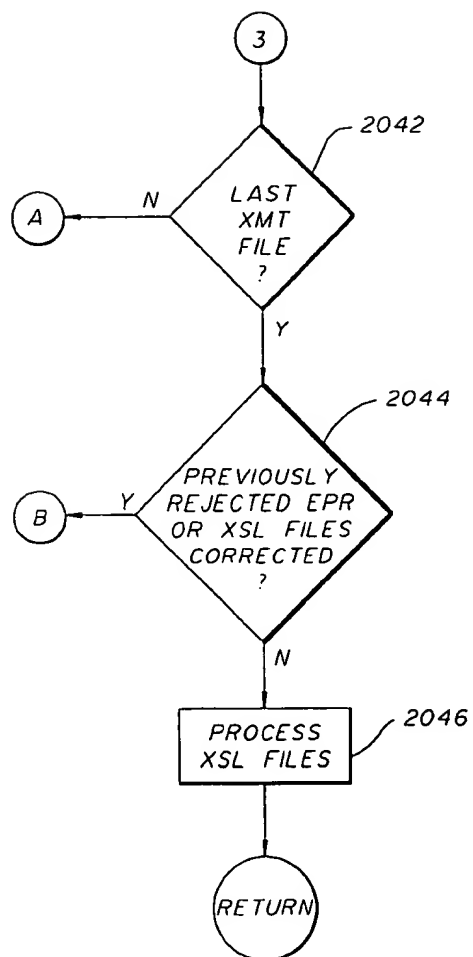 3
2042
LAST
XMT
FILE
?
N
A
Y
2044
PREVIOUSLY
REJECTED EPR
OR XSL FILES
CORRECTED
?
Y
B
N
2046
PROCESS
XSL FILES
RETURN